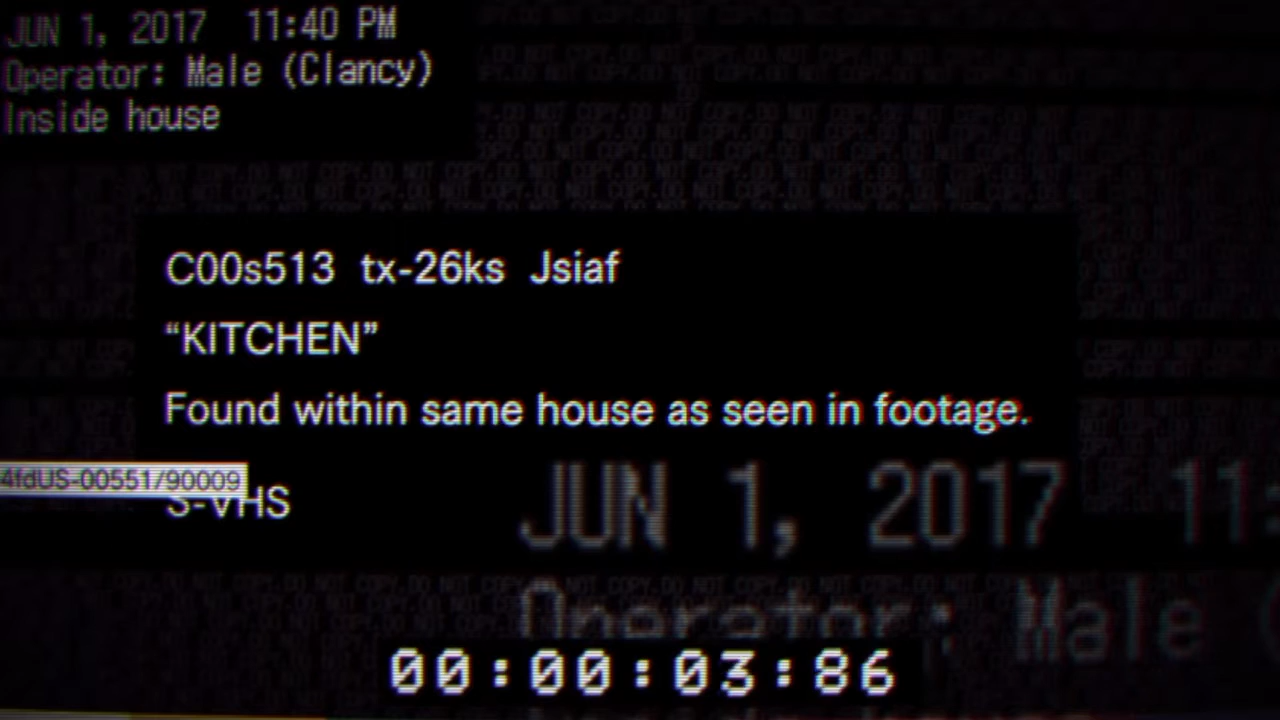 JUN 1, 2017  11:40 PM
Operator: Male (Clancy)
Inside house
C00s513  tx-26ks  Jsiaf
“KITCHEN”
Found within same house as seen in footage.
4fdUS-00551/90009
S-VHS
JUN 1, 2017  11:
Operator: Male (
00:00:03:86